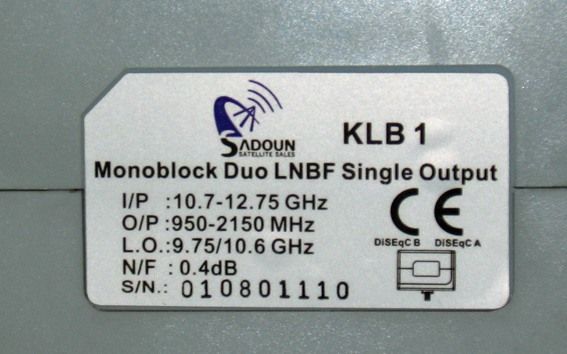 SADOUN
SATELLITE SALES
KLB 1
Monoblock Duo LNBF Single Output
I/P :10.7-12.75 GHz
O/P :950-2150 MHz
L.O.:9.75/10.6 GHz
N/F :0.4dB
S/N.: 010801110
CE
DiSEqC B DiSEqC A